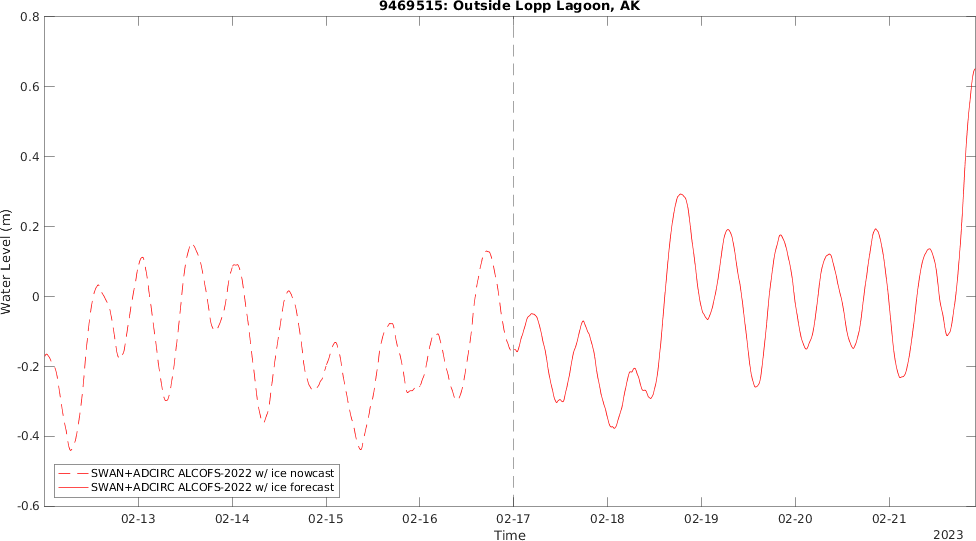 9469515: Outside Lopp Lagoon, AK
0.8
0.6
0.4
0.2
0
-0.2
-0.4
-0.6
Water Level (m)
SWAN+ADCIRC ALCOFS-2022 w/ ice nowcast
SWAN+ADCIRC ALCOFS-2022 w/ ice forecast
02-13 02-14 02-15 02-16 02-17 02-18 02-19 02-20 02-21
Time
2023